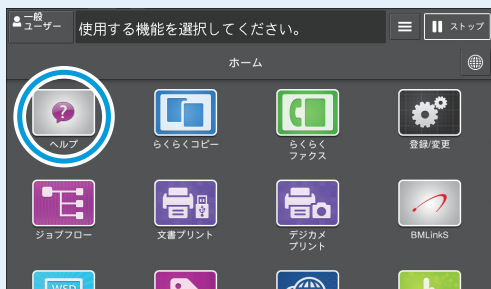 一般
ユーザー
使用する機能を選択してください。
ストップ
ホーム
?
ヘルプ
らくらくコピー
らくらく
ファクス
登録/変更
ジョブフロー
文書プリント
デジカメ
プリント
BMLinkS
WSD